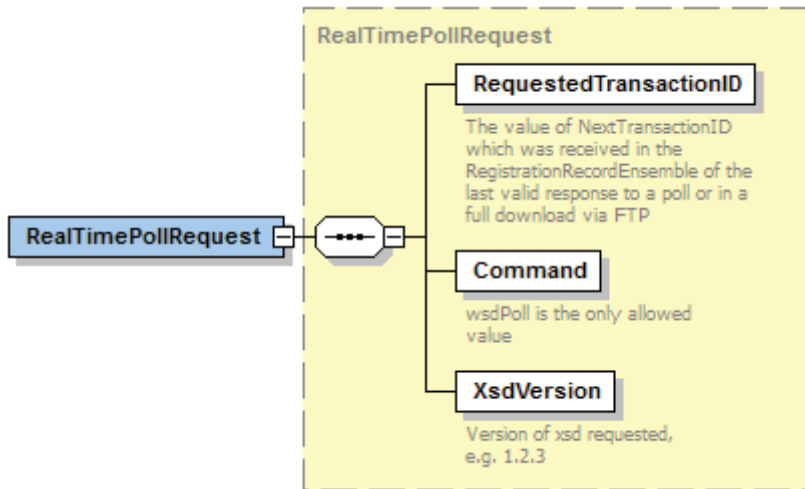 RealTimePollRequest
RequestedTransactionID
The value of NextTransactionID
which was received in the
RegistrationRecordEnsemble of the
last valid response to a poll or in a
full download via FTP
RealTimePollRequest
Command
wsdPoll is the only allowed
value
XsdVersion
Version of xsd requested,
e.g. 1.2.3